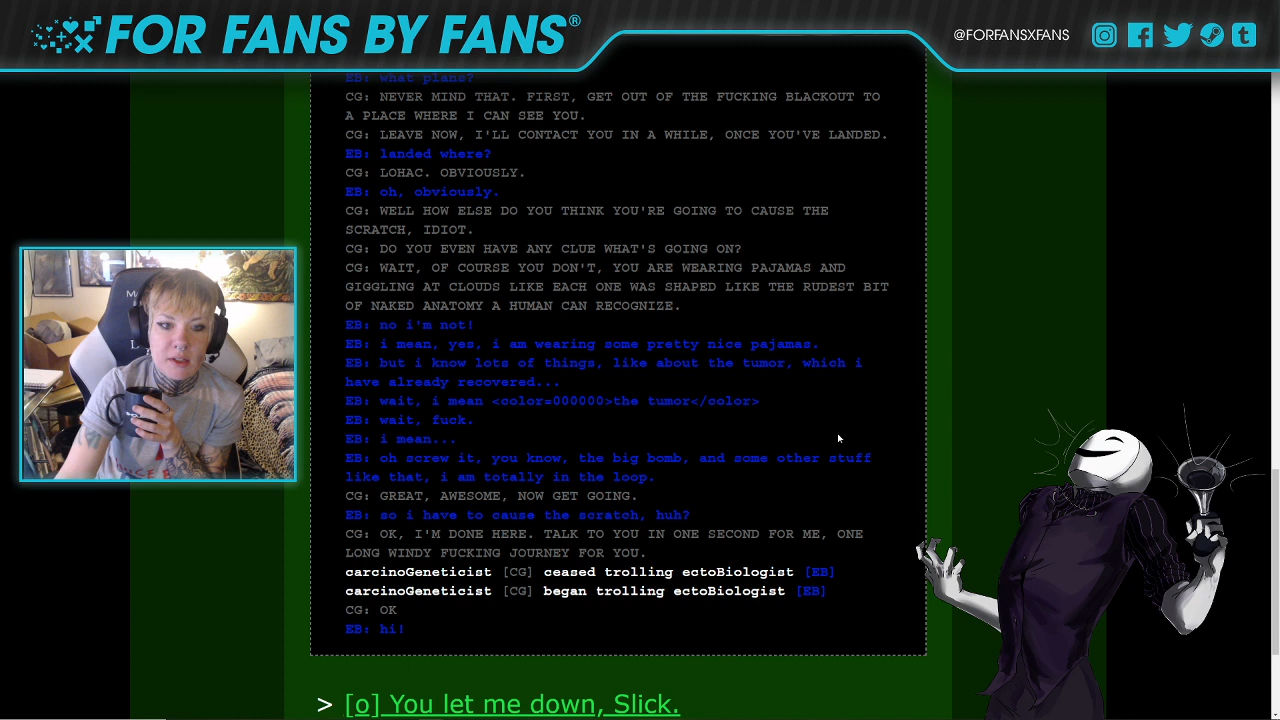 FOR FANS BY FANS®
@FORFANSXFANS
EB: what plans?
CG: NEVER MIND THAT. FIRST, GET OUT OF THE FUCKING BLACKOUT TO
A PLACE WHERE I CAN SEE YOU.
CG: LEAVE NOW, I'LL CONTACT YOU IN A WHILE, ONCE YOU'VE LANDED.
EB: landed where?
CG: LOHAC. OBVIOUSLY.
EB: oh, obviously.
CG: WELL HOW ELSE DO YOU THINK YOU'RE GOING TO CAUSE THE
SCRATCH, IDIOT.
CG: DO YOU EVEN HAVE ANY CLUE WHAT'S GOING ON?
CG: WAIT, OF COURSE YOU DON'T, YOU ARE WEARING PAJAMAS AND
GIGGLING AT CLOUDS LIKE EACH ONE WAS SHAPED LIKE THE RUDEST BIT
OF NAKED ANATOMY A HUMAN CAN RECOGNIZE.
EB: no i'm not!
EB: i mean, yes, i am wearing some pretty nice pajamas.
EB: but i know lots of things, like about the tumor, which i
have already recovered...
EB: wait, i mean <color=000000>the tumor</color>
EB: wait, fuck.
EB: i mean...
EB: oh screw it, you know, the big bomb, and some other stuff
like that, i am totally in the loop.
CG: GREAT, AWESOME, NOW GET GOING.
EB: so i have to cause the scratch, huh?
CG: OK, I'M DONE HERE. TALK TO YOU IN ONE SECOND FOR ME, ONE
LONG WINDY FUCKING JOURNEY FOR YOU.
carcinoGeneticist [CG] ceased trolling ectoBiologist [EB]
carcinoGeneticist [CG] began trolling ectoBiologist [EB]
CG: OK
EB: hi!
> [o] You let me down, Slick.